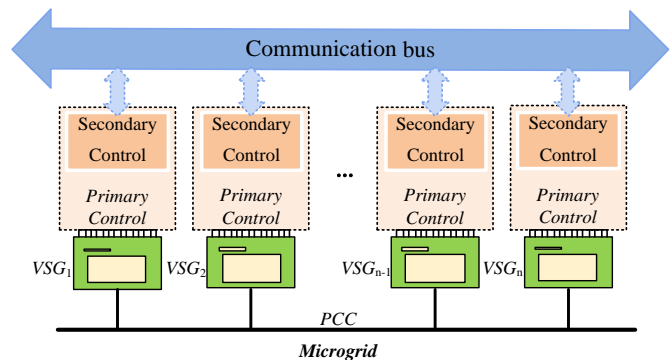 Communication bus
Secondary
Control
Primary
Control
Secondary
Control
Primary
Control
...
Secondary
Control
Primary
Control
Secondary
Control
Primary
Control
VSG1
VSG2
VSGn-1
VSGn
PCC
Microgrid